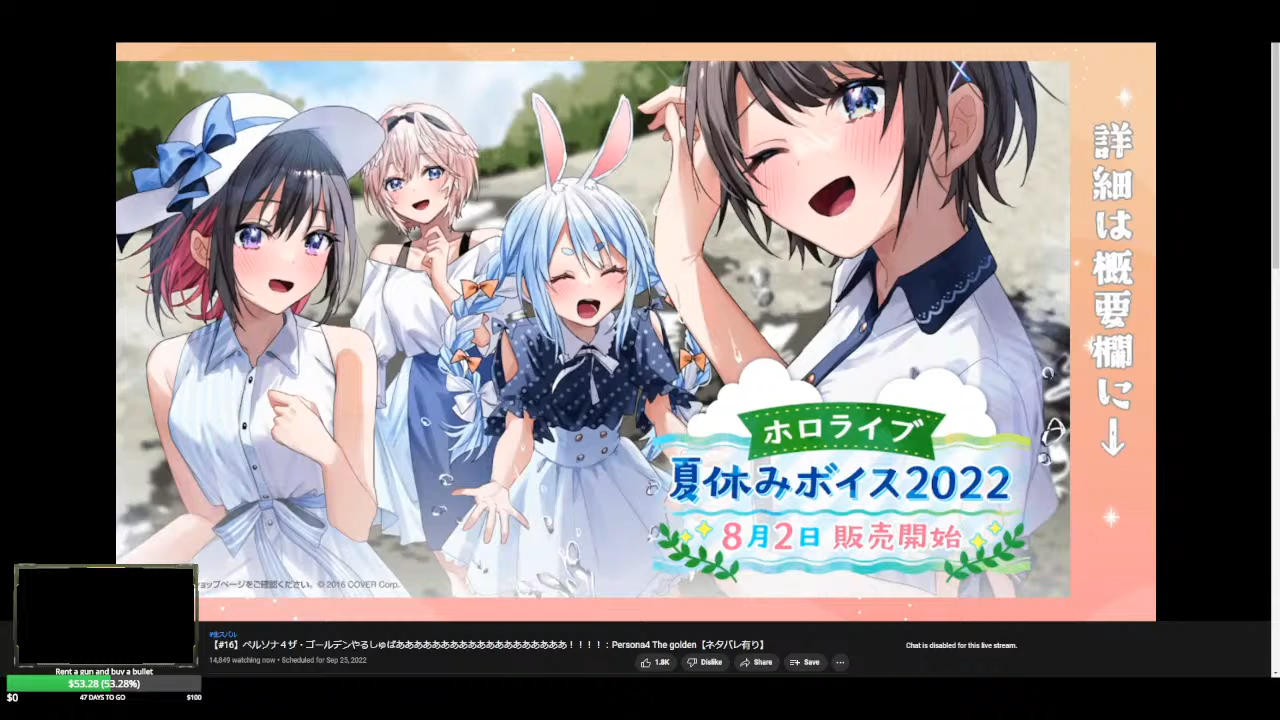 詳細は概要欄に↓
ホロライブ
夏休みボイス2022
8月2日 販売開始
ショップページをご確認ください。© 2016 COVER Corp.
#生スバル
【#16】ペルソナ４ザ・ゴールデンやるしゅばあああああああああああああああああああ！！！！：Persona4 The golden【ネタバレ有り】
14,849 watching now • Scheduled for Sep 25, 2022
1.8K
Dislike
Share
Save
Chat is disabled for this live stream.
Rent a gun and buy a bullet
$53.28 (53.28%)
$0
47 DAYS TO GO
$100